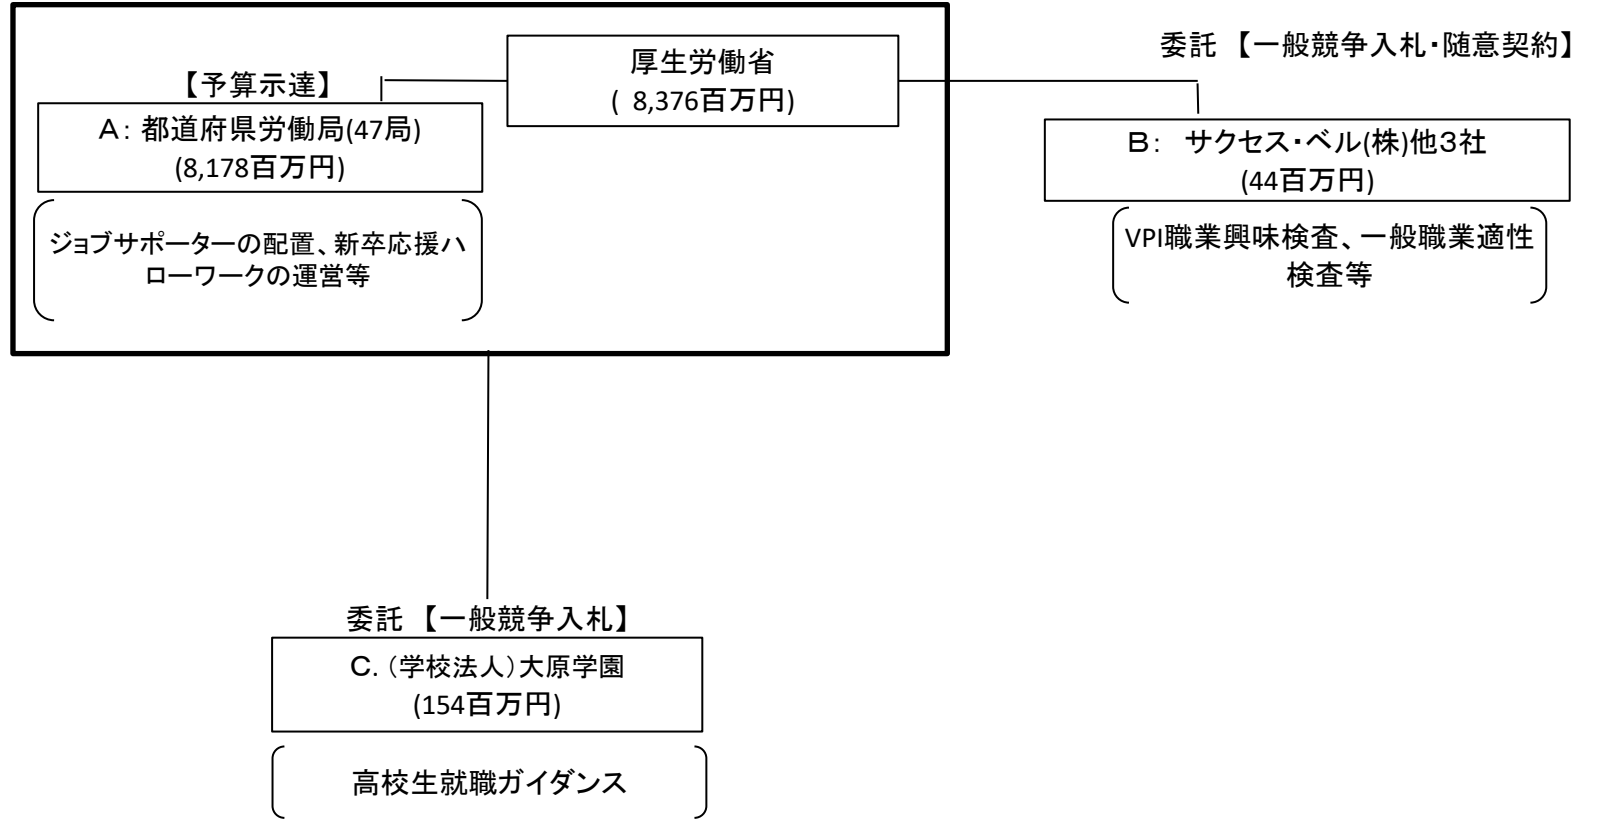 厚生労働省
( 8,376百万円)
委託 【一般競争入札・随意契約】
【予算示達】
A: 都道府県労働局(47局)
(8,178百万円)
ジョブサポーターの配置、新卒応援ハ
ローワークの運営等
B: サクセス・ベル(株)他３社
(44百万円)
VPI職業興味検査、一般職業適性
検査等
委託 【一般競争入札】
C. （学校法人）大原学園
(154百万円)
高校生就職ガイダンス